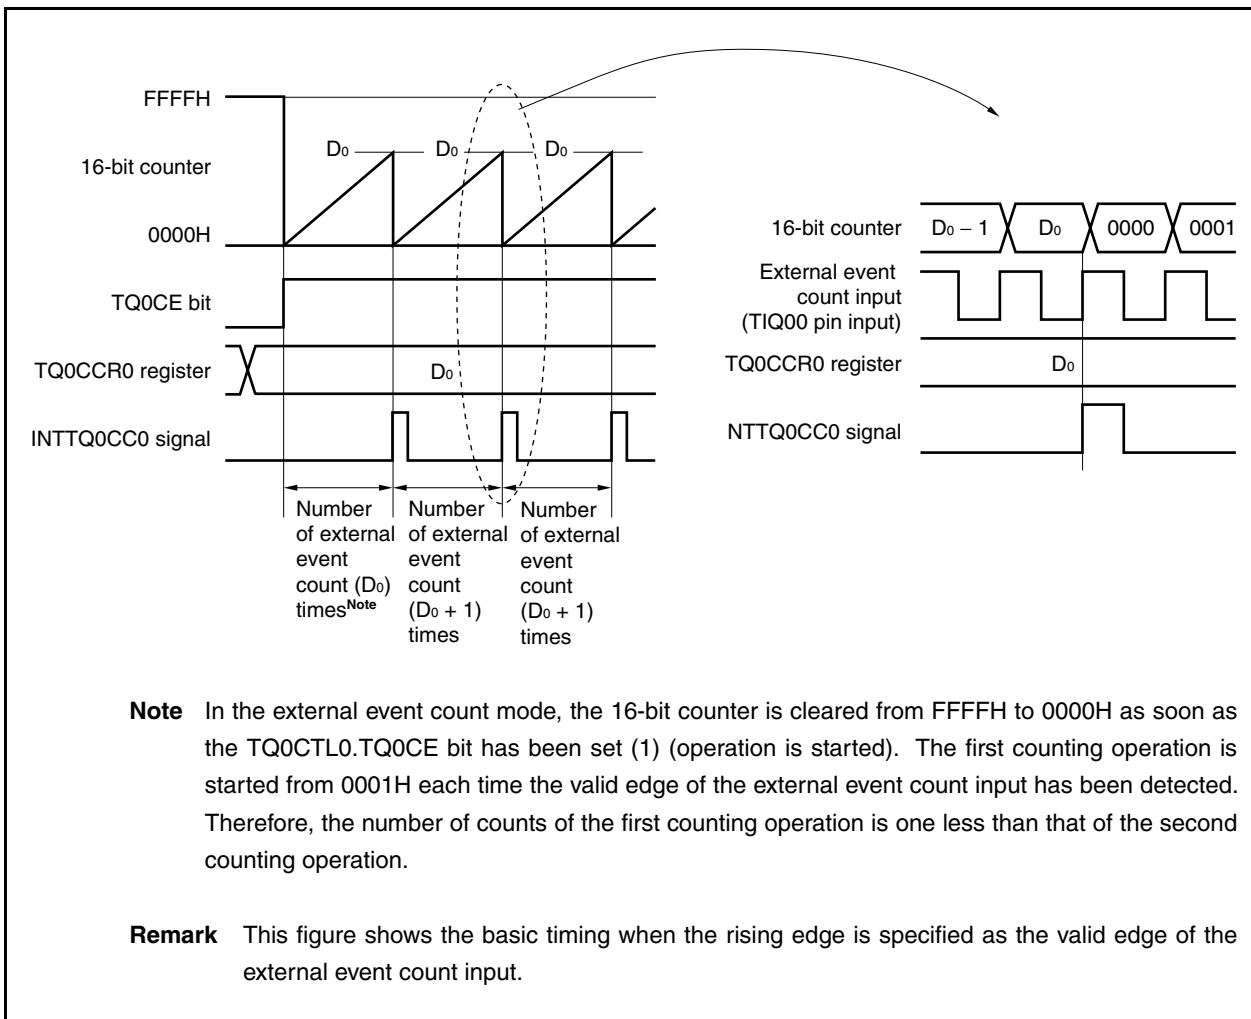 FFFFH
D0 D0 D0
16-bit counter
0000H
TQ0CE bit
TQ0CCR0 register
D0
INTTQ0CC0 signal
Number
of external
event
count (D0)
timesNote
Number
of external
event
count
(D0 + 1)
times
Number
of external
event
count
(D0 + 1)
times
16-bit counter
D0 – 1 D0 0000 0001
External event
count input
(TIQ00 pin input)
TQ0CCR0 register
D0
NTTQ0CC0 signal
Note In the external event count mode, the 16-bit counter is cleared from FFFFH to 0000H as soon as
the TQ0CTL0.TQ0CE bit has been set (1) (operation is started). The first counting operation is
started from 0001H each time the valid edge of the external event count input has been detected.
Therefore, the number of counts of the first counting operation is one less than that of the second
counting operation.
Remark This figure shows the basic timing when the rising edge is specified as the valid edge of the
external event count input.